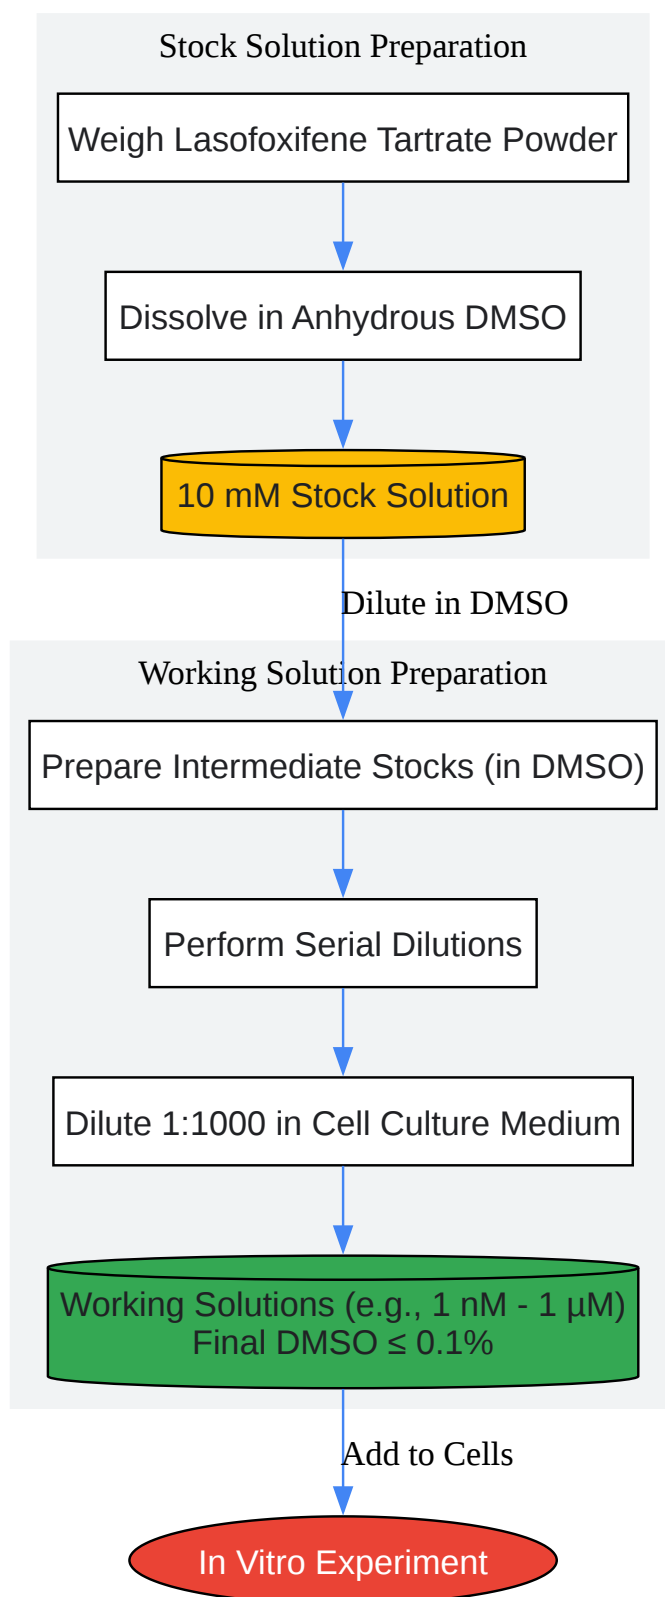 Stock Solution Preparation
Weigh Lasofoxifene Tartrate Powder
Dissolve in Anhydrous DMSO
10 mM Stock Solution
Dilute in DMSO
Working Solution Preparation
Prepare Intermediate Stocks (in DMSO)
Perform Serial Dilutions
Dilute 1:1000 in Cell Culture Medium
Working Solutions (e.g., 1 nM - 1 µM)
Final DMSO ≤ 0.1%
Add to Cells
In Vitro Experiment